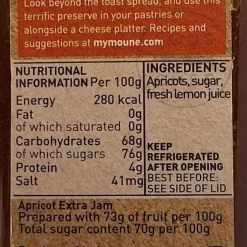 Look beyond the toast spread, and use this
terrific preserve in your pastries or
alongside a cheese platter. Recipes and
suggestions at mymoune.com
NUTRITIONAL
INFORMATION Per 100g
Energy 280 kcal
Fat 0g
of which saturated 0g
Carbohydrates 68g
of which sugars 76g
Protein 4g
Salt 41mg
INGREDIENTS
Apricots, sugar,
fresh lemon juice
KEEP
REFRIGERATED
AFTER OPENING
BEST BEFORE:
SEE SIDE OF LID
Apricot Extra Jam
Prepared with 73g of fruit per 100g
Total sugar content 70g per 100g